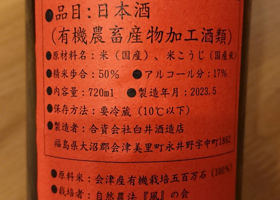 ●品目：日本酒
(有機農畜産物加工酒類)
●原材料名：米（国産）、米こうじ（国産米）
●精米歩合：50% ●アルコール分：17%
●内容量：720ml ●製造年月：2023.5
●保存方法：要冷蔵（10℃以下）
●製造者：合資会社白井酒造店
福島県大沼郡会津美里町永井野字中町1862
原料米：会津産有機栽培五百万石(100%)
栽培者：自然農法『風』の会